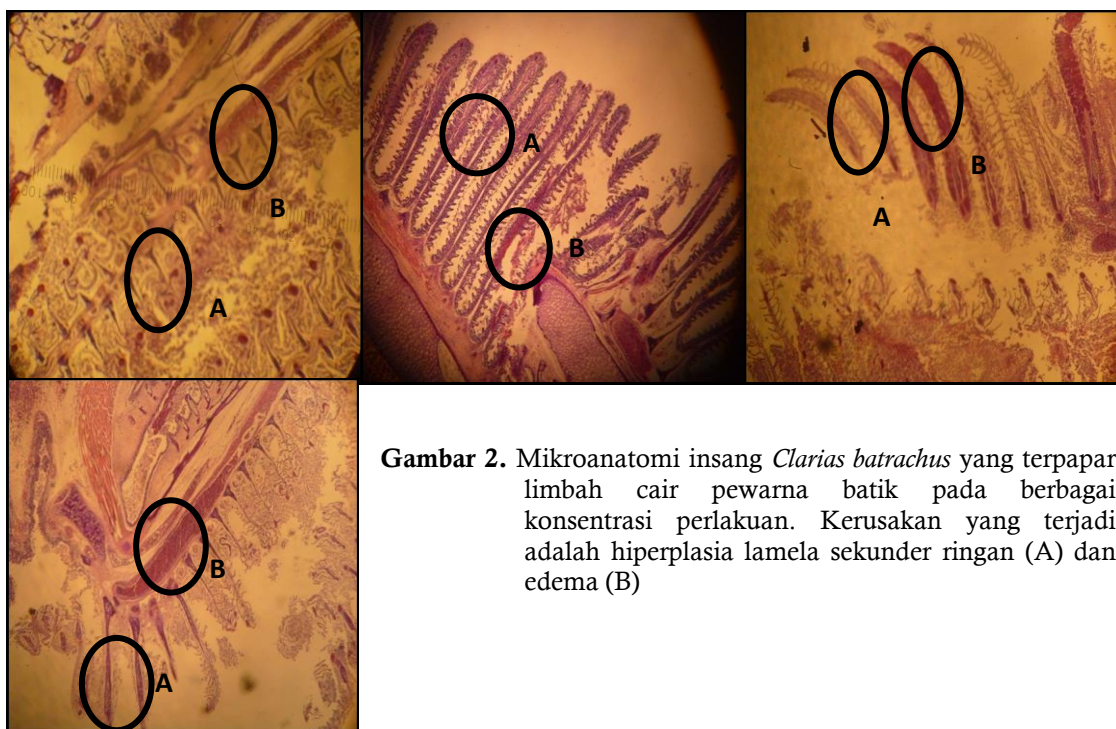 B
A
A
B
B
A
B
A
Gambar 2. Mikroanatomi insang Clarias batrachus yang terpapar
limbah cair pewarna batik pada berbagai
konsentrasi perlakuan. Kerusakan yang terjadi
adalah hiperplasia lamela sekunder ringan (A) dan
edema (B)